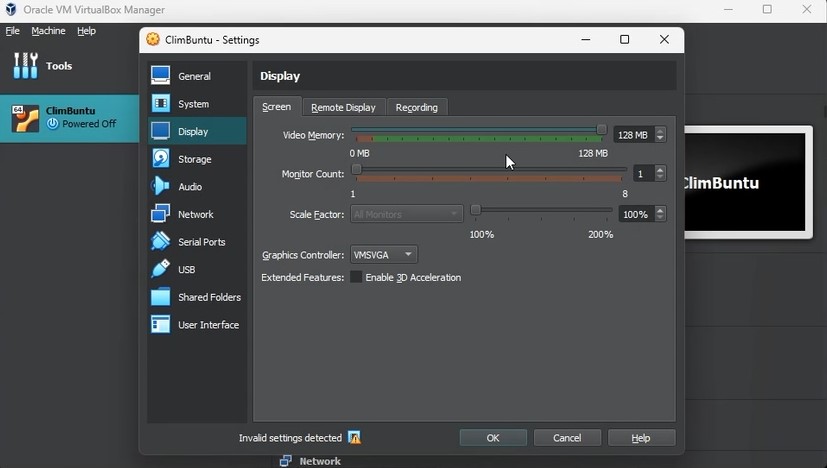 Oracle VM VirtualBox Manager
File Machine Help
Tools
64
ClimBuntu
Powered Off
ClimBuntu - Settings
General
System
Display
Storage
Audio
Network
Serial Ports
USB
Shared Folders
User Interface
Display
Screen Remote Display Recording
Video Memory: 128 MB
0 MB 128 MB
Monitor Count: 1
1 8
Scale Factor: All Monitors 100%
100% 200%
Graphics Controller: VMSVGA
Extended Features: Enable 3D Acceleration
Invalid settings detected OK Cancel Help
ClimBuntu
Network